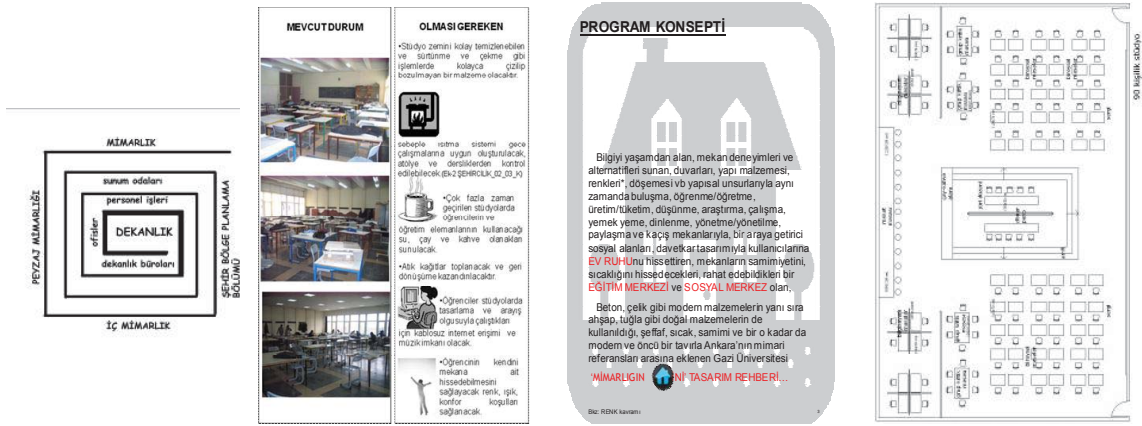 MİMARLIK
PEYZAJ MİMARLIĞI
sunum odaları
personel işleri
ofisler
DEKANLIK
dekanlık büroları
ŞEHİR BÖLGE PLANLAMA
BÖLÜMÜ
İÇ MİMARLIK
MEVCUT DURUM
OLMASI GEREKEN
•Stüdyo zemini kolay temizlenebilen
ve sürtünme ve çekme gibi
işlemlerde kolayca çizilip
bozulmayan bir malzeme olacaktır.
sebeple ısıtma sistemi gece
çalışmalarına uygun oluşturulacak,
atölye ve dersliklerden kontrol
edilebilecek.(Ek-2 ŞEHİRCİLİK_02_03_K)
•Çok fazla zaman
geçirilen stüdyolarda
öğrencilerin ve
öğretim elemanlarının kullanacağı
su, çay ve kahve olanakları
sunulacak.
•Atık kağıtlar toplanacak ve geri
dönüşüme kazandırılacaktır.
•Öğrenciler stüdyolarda
tasarlama ve arayış
olgusuyla çalıştıkları
için kablosuz internet erişimi ve
müzik imkanı olacak.
•Öğrencinin kendini
mekana ait
hissedebilmesini
sağlayacak renk, ışık,
konfor koşulları
sağlanacak.
PROGRAM KONSEPTİ
Bilgiyi yaşamdan alan, mekan deneyimleri ve
alternatifleri sunan, duvarları, yapı malzemesi,
renkleri*, döşemesi vb yapısal unsurlarıyla aynı
zamanda buluşma, öğrenme/öğretme,
üretim/tüketim, düşünme, araştırma, çalışma,
yemek yeme, dinlenme, yönetme/yönetilme,
paylaşma ve kaçış mekanlarıyla, bir araya getirici
sosyal alanları, davetkar tasarımıyla kullanıcılarına
EV RUHUnu hissettiren, mekanların samimiyetini,
sıcaklığını hissedecekleri, rahat edebildikleri bir
EĞİTİM MERKEZİ ve SOSYAL MERKEZ olan,
Beton, çelik gibi modern malzemelerin yanı sıra
ahşap, tuğla gibi doğal malzemelerin de
kullanıldığı, şeffaf, sıcak, samimi ve bir o kadar da
modern ve öncü bir tavırla Ankara'nın mimari
referansları arasına eklenen Gazi Üniversitesi
'MİMARLIĞIN NI' TASARIM REHBERİ...
Bkz: RENK kavramı
90 kişilik stüdyo